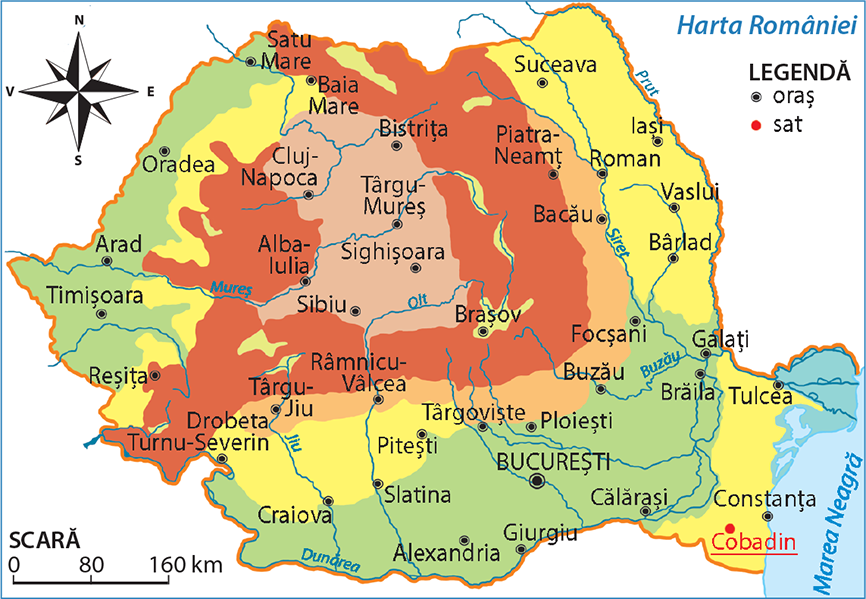 Harta României
LEGENDĂ
oraș
sat
N
V
E
S
Satu
Mare
Baia
Mare
Suceava
Prut
Iași
Oradea
Bistrița
Cluj-
Napoca
Piatra-
Neamț
Roman
Târgu-
Mureș
Vaslui
Bacău
Siret
Bârlad
Arad
Alba-
Iulia
Sighișoara
Mureș
Timișoara
Sibiu
Olt
Brașov
Focșani
Galați
Reșița
Râmnicu-
Vâlcea
Buzău
Buzău
Brăila
Tulcea
Târgu-
Jiu
Drobeta
Turnu-Severin
Jiu
Târgoviște
Ploiești
Pitești
BUCUREȘTI
Slatina
Călărași
Constanța
Craiova
Cobadin
Marea Neagră
Giurgiu
Alexandria
Dunărea
SCARĂ
0 80 160 km